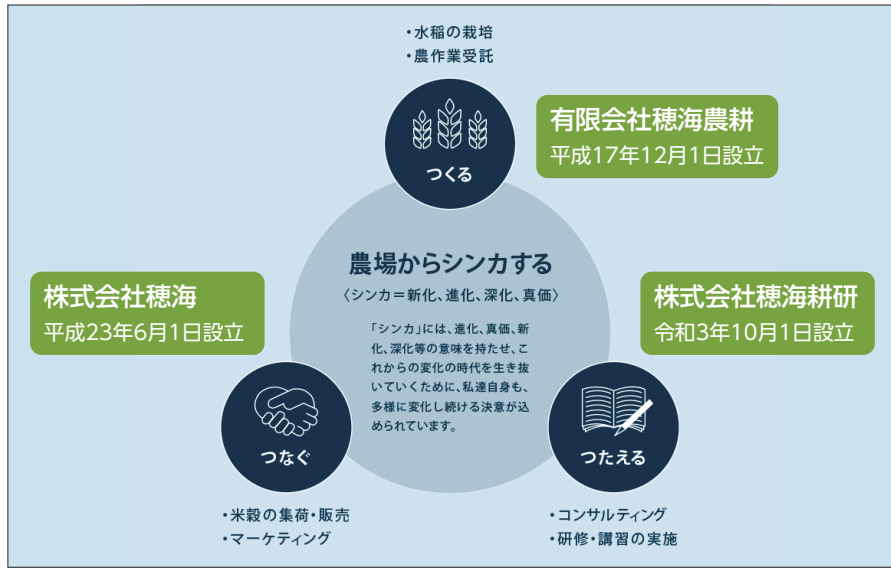 ・水稲の栽培
・農作業受託
つくる
有限会社穂海農耕
平成17年12月1日設立
農場からシンカする
〈シンカ＝新化、進化、深化、真価〉
「シンカ」には、進化、真価、新
化、深化等の意味を持たせ、こ
れからの変化の時代を生き抜
いていくために、私達自身も、
多様に変化し続ける決意が込
められています。
株式会社穂海
平成23年6月1日設立
つなぐ
・米穀の集荷・販売
・マーケティング
株式会社穂海耕研
令和3年10月1日設立
つたえる
・コンサルティング
・研修・講習の実施